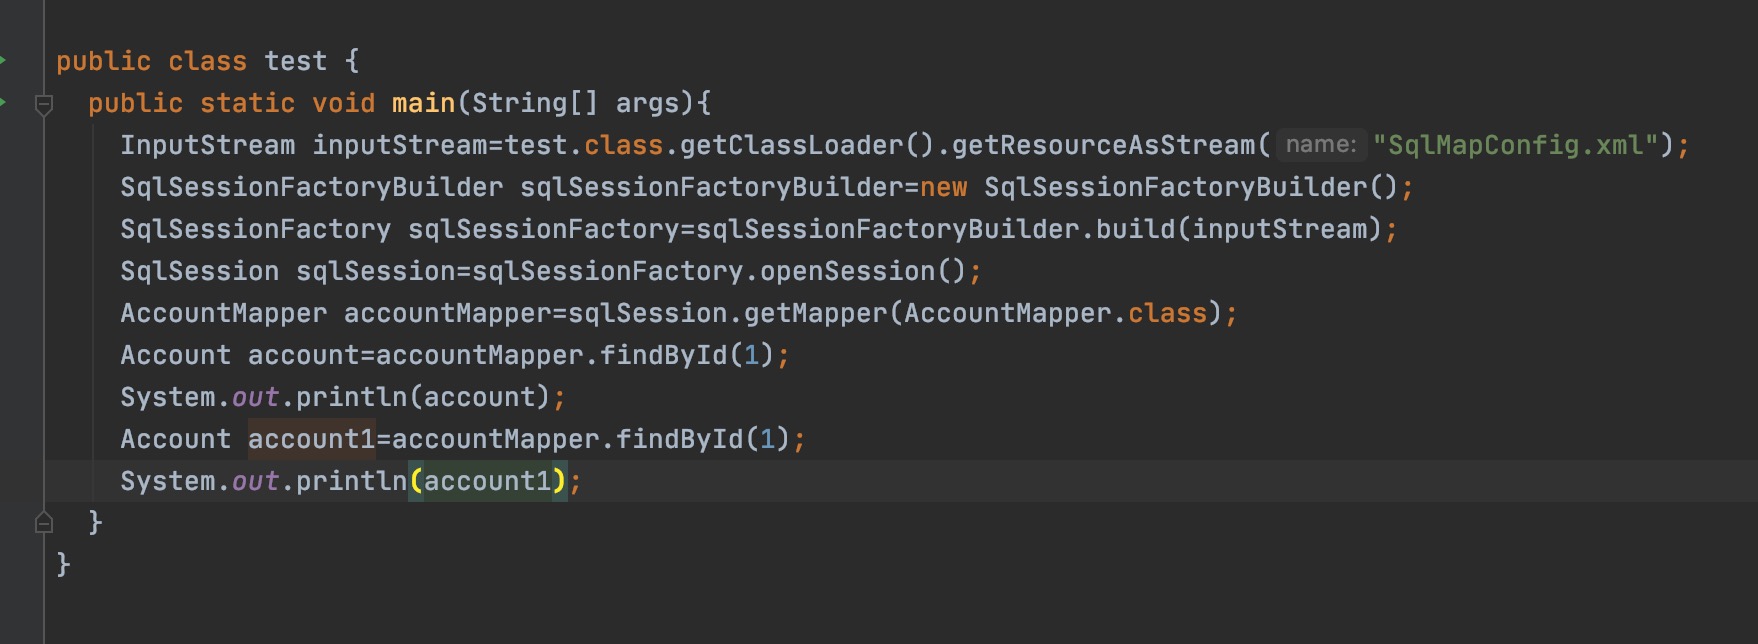 public class test {
public static void main(String[] args){
InputStream inputStream=test.class.getClassLoader().getResourceAsStream( name: "SqlMapConfig.xml");
SqlSessionFactoryBuilder sqlSessionFactoryBuilder=new SqlSessionFactoryBuilder();
SqlSessionFactory sqlSessionFactory=sqlSessionFactoryBuilder.build(inputStream);
SqlSession sqlSession=sqlSessionFactory.openSession();
AccountMapper accountMapper=sqlSession.getMapper(AccountMapper.class);
Account account=accountMapper.findById(1);
System.out.println(account);
Account account1=accountMapper.findById(1);
System.out.println(account1);
}
}